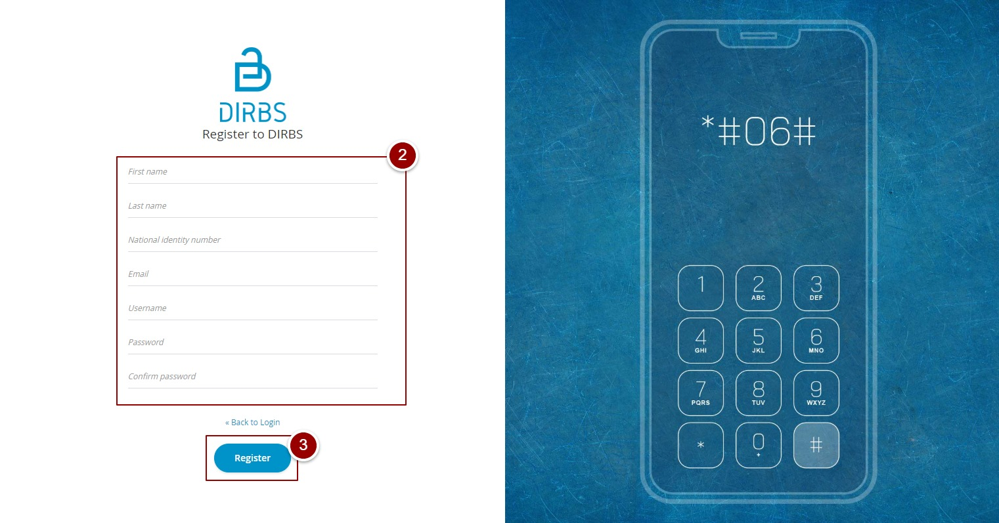 DIRBS
Register to DIRBS
2
First name
Last name
National identity number
Email
Username
Password
Confirm password
« Back to Login
3
Register
*#06#
1
2
ABC
3
DEF
4
GHI
5
JKL
6
MNO
7
PQRS
8
TUV
9
WXYZ
*
0
+
#